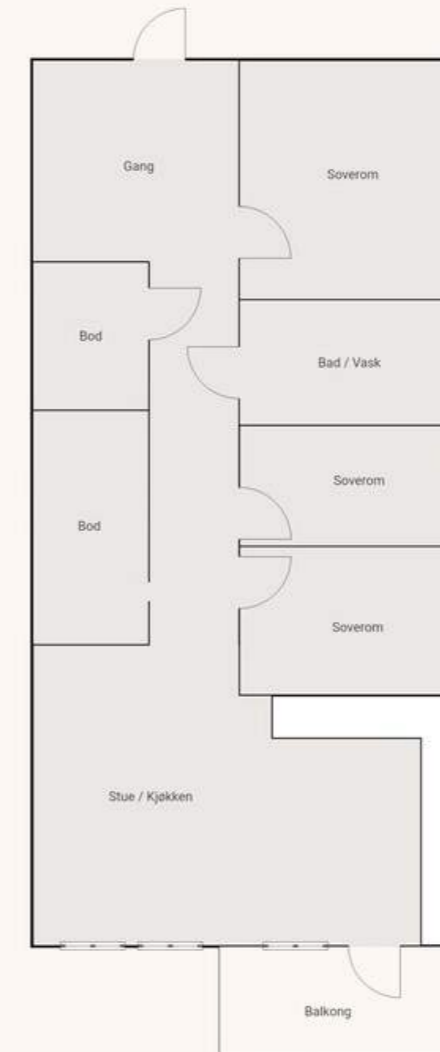 Gang
Soverom
Bod
Bad / Vask
Soverom
Bod
Soverom
Stue / Kjøkken
Balkong